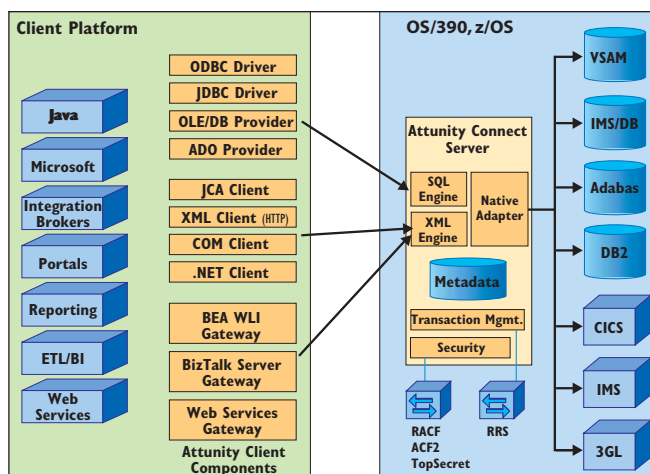 Client Platform
Java
Microsoft
Integration
Brokers
Portals
Reporting
ETL/BI
Web
Services
ODBC Driver
JDBC Driver
OLE/DB Provider
ADO Provider
JCA Client
XML Client (HTTP)
COM Client
.NET Client
BEA WLI
Gateway
BizTalk Server
Gateway
Web Services
Gateway
Attunity Client
Components
OS/390, z/OS
Attunity Connect
Server
SQL
Engine
XML
Engine
Native
Adapter
Metadata
Transaction Mgmt.
Security
RACF
ACF2
TopSecret
RRS
VSAM
IMS/DB
Adabas
DB2
CICS
IMS
3GL